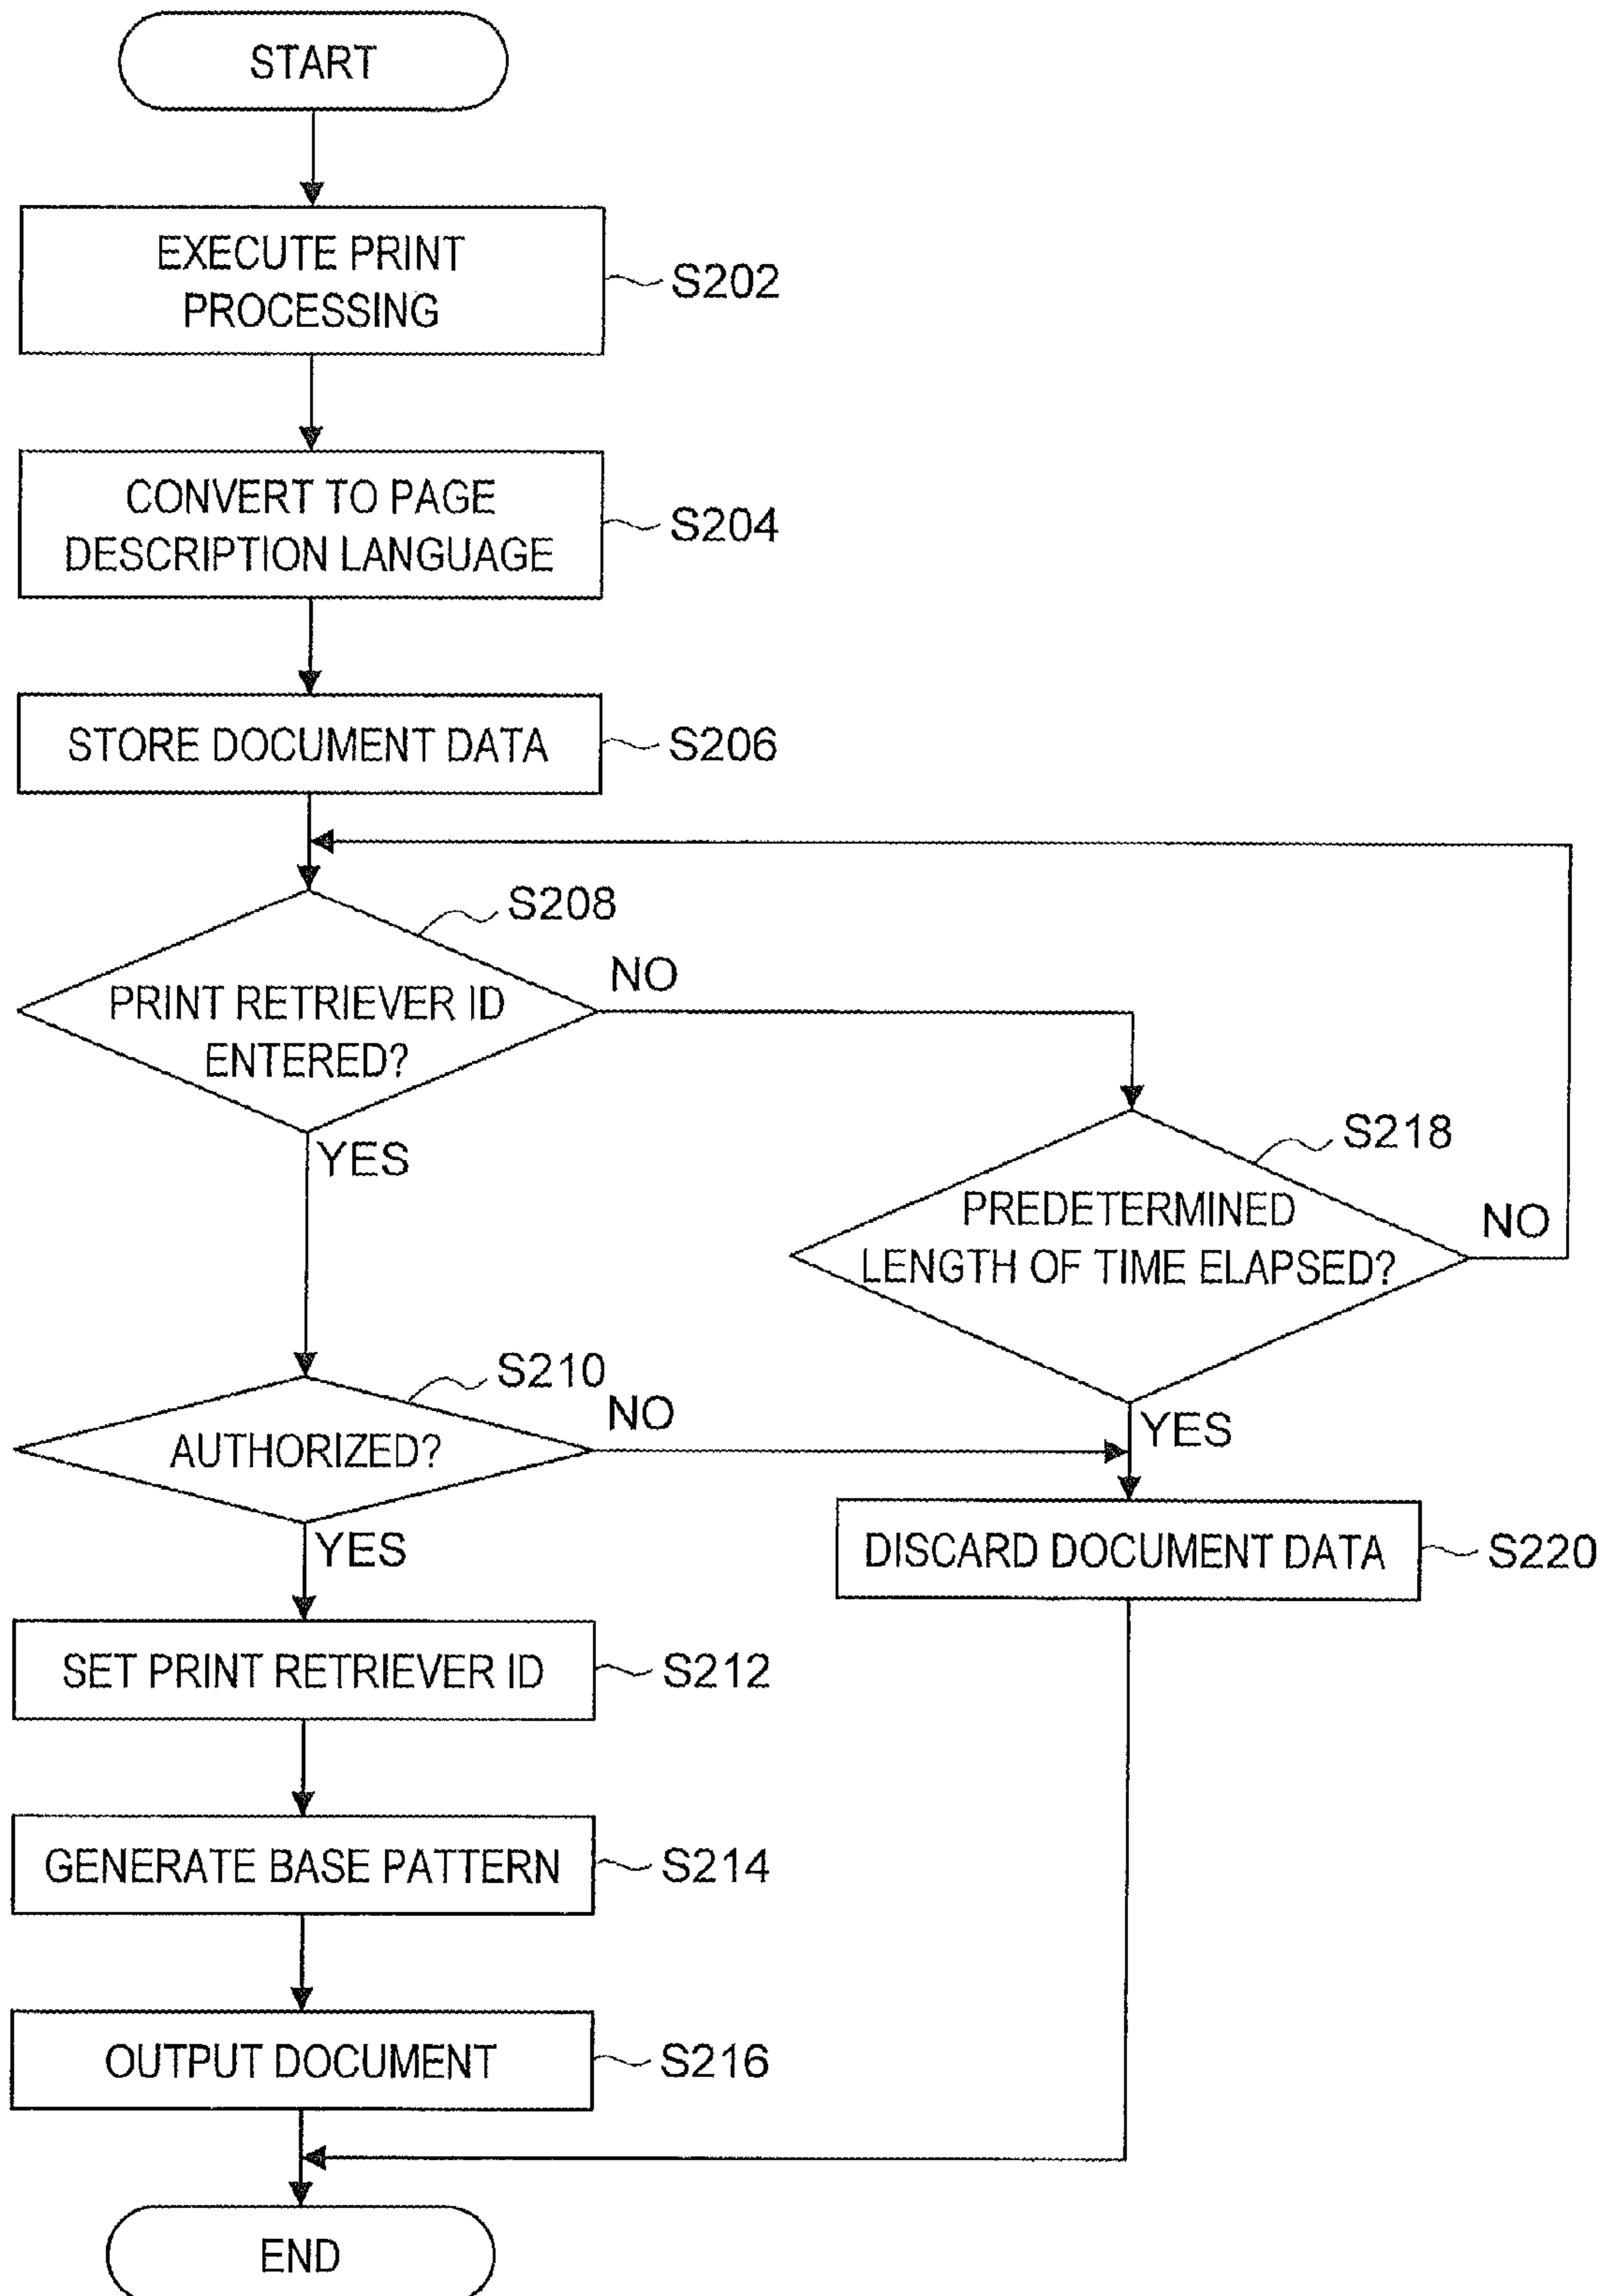 START
EXECUTE PRINT
PROCESSING
S202
CONVERT TO PAGE
DESCRIPTION LANGUAGE
S204
STORE DOCUMENT DATA
S206
S208
PRINT RETRIEVER ID
ENTERED?
NO
YES
S218
PREDETERMINED
LENGTH OF TIME ELAPSED?
NO
YES
S210
AUTHORIZED?
NO
YES
DISCARD DOCUMENT DATA
S220
SET PRINT RETRIEVER ID
S212
GENERATE BASE PATTERN
S214
OUTPUT DOCUMENT
S216
END